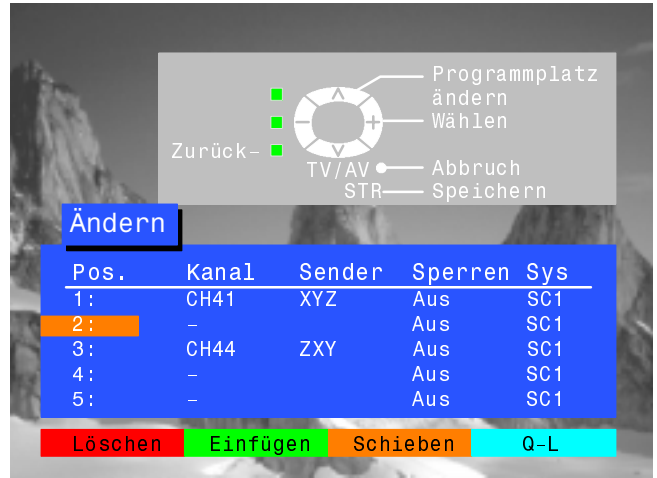 Programmplatz
ändern
Wählen
Zurück–
TV/AV Abbruch
STR Speichern
Ändern
Pos. Kanal Sender Sperren Sys
1: CH41 XYZ Aus SC1
2: – Aus SC1
3: CH44 ZXY Aus SC1
4: – Aus SC1
5: – Aus SC1
Löschen Einfügen Schieben Q–L